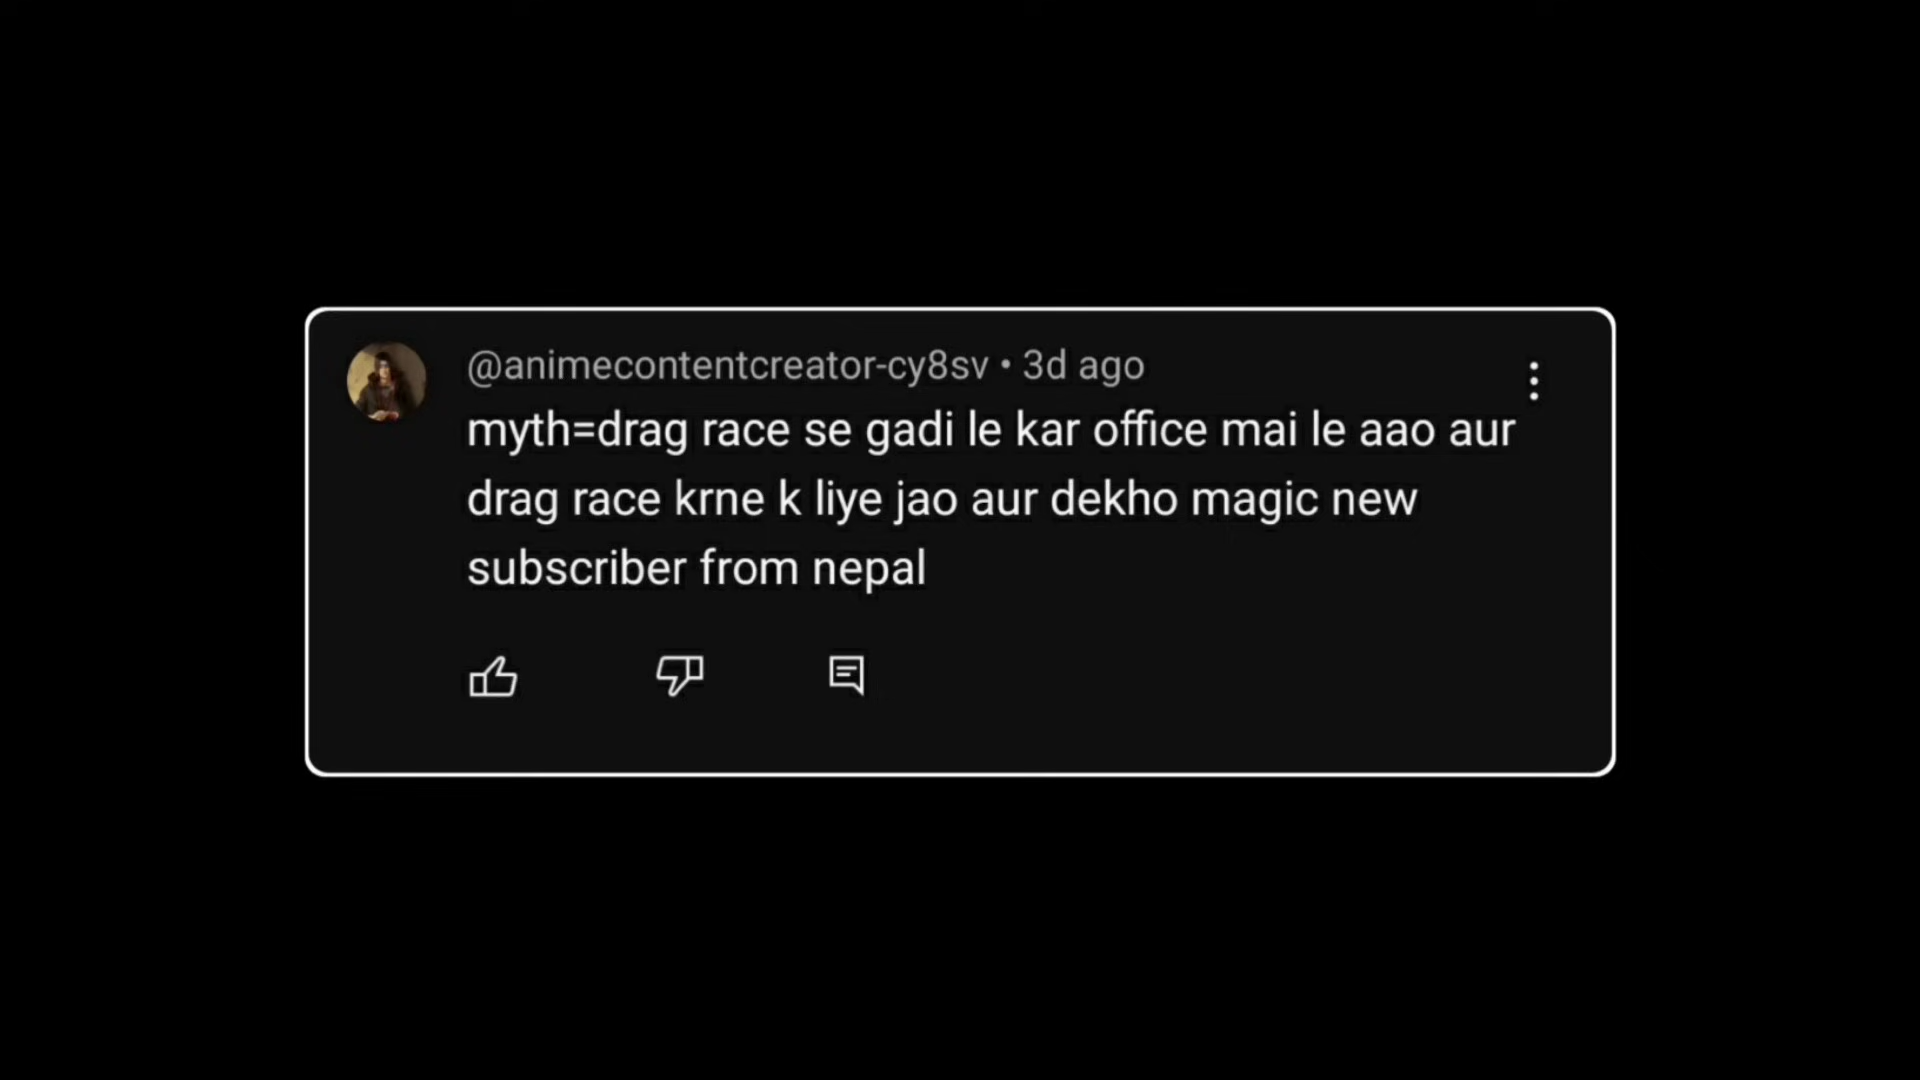 @animecontentcreator-cy8sv • 3d ago
myth=drag race se gadi le kar office mai le aao aur
drag race krne k liye jao aur dekho magic new
subscriber from nepal